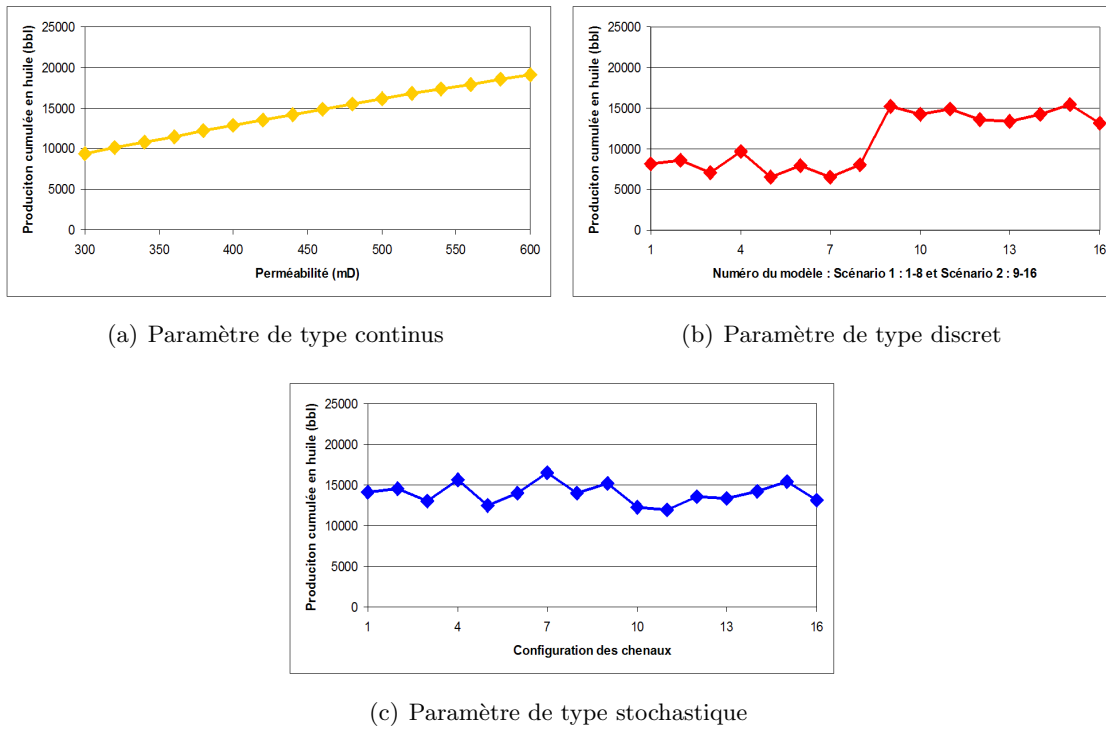 Produciton cumulée en huile (bbl)
25000
20000
15000
10000
5000
0
300 350 400 450 500 550 600
Perméabilité (mD)
(a) Paramètre de type continus
Produciton cumulée en huile (bbl)
25000
20000
15000
10000
5000
0
1 4 7 10 13 16
Numéro du modèle : Scénario 1 : 1-8 et Scénario 2 : 9-16
(b) Paramètre de type discret
Produciton cumulée en huile (bbl)
25000
20000
15000
10000
5000
0
1 4 7 10 13 16
Configuration des chenaux
(c) Paramètre de type stochastique